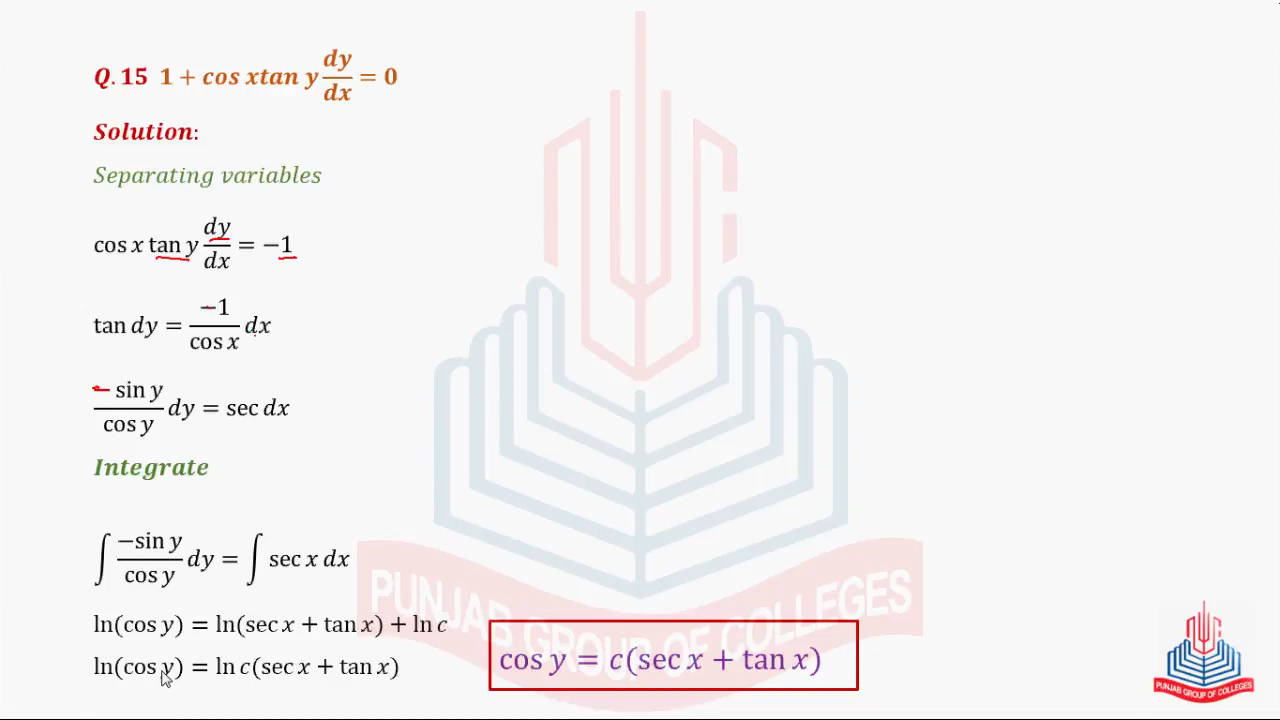 Q. 15 1 + cos xtan y dy/dx = 0
Solution:
Separating variables
cos x tan y dy/dx = −1
tan dy = −1/cos x dx
− sin y/cos y dy = sec dx
Integrate
∫ −sin y/cos y dy = ∫ sec x dx
ln(cos y) = ln(sec x + tan x) + ln c
ln(cos y) = ln c(sec x + tan x)
cos y = c(sec x + tan x)
PUNJAB GROUP OF COLLEGES
PUNJAB GROUP OF COLLEGES